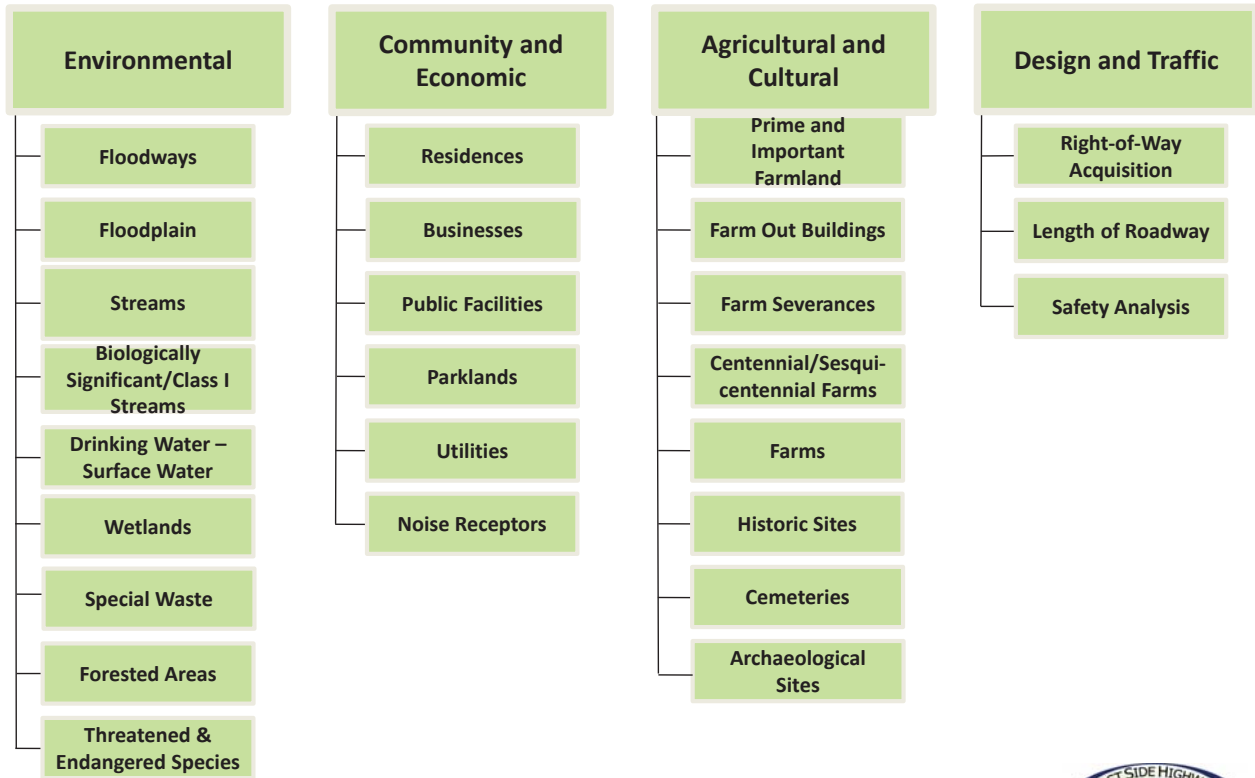 Environmental
Floodways
Floodplain
Streams
Biologically
Significant/Class I
Streams
Drinking Water –
Surface Water
Wetlands
Special Waste
Forested Areas
Threatened &
Endangered Species
Community and
Economic
Residences
Businesses
Public Facilities
Parklands
Utilities
Noise Receptors
Agricultural and
Cultural
Prime and
Important
Farmland
Farm Out Buildings
Farm Severances
Centennial/Sesqui-
centennial Farms
Farms
Historic Sites
Cemeteries
Archaeological
Sites
Design and Traffic
Right-of-Way
Acquisition
Length of Roadway
Safety Analysis
SIDE